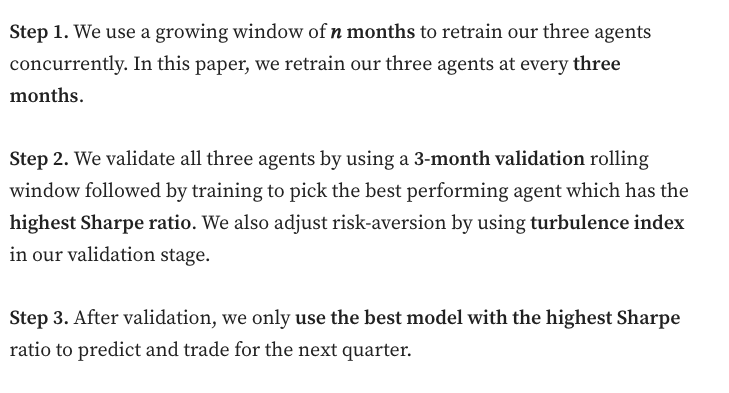 Step 1. We use a growing window of n months to retrain our three agents
concurrently. In this paper, we retrain our three agents at every three
months.
Step 2. We validate all three agents by using a 3-month validation rolling
window followed by training to pick the best performing agent which has the
highest Sharpe ratio. We also adjust risk-aversion by using turbulence index
in our validation stage.
Step 3. After validation, we only use the best model with the highest Sharpe
ratio to predict and trade for the next quarter.